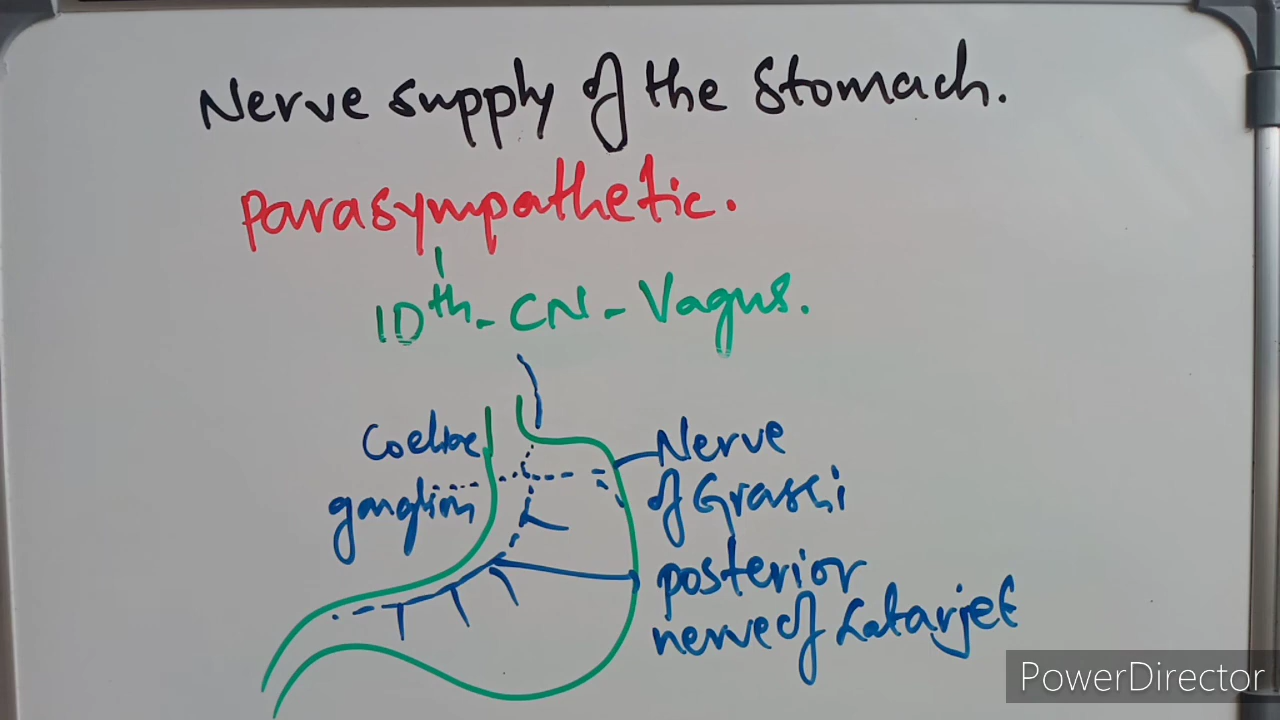 Nerve supply of the Stomach.
Parasympathetic.
10th - CN - Vagus.
Coeliac
ganglion
Nerve
of Grassi
posterior
nerve of Latarjet
PowerDirector